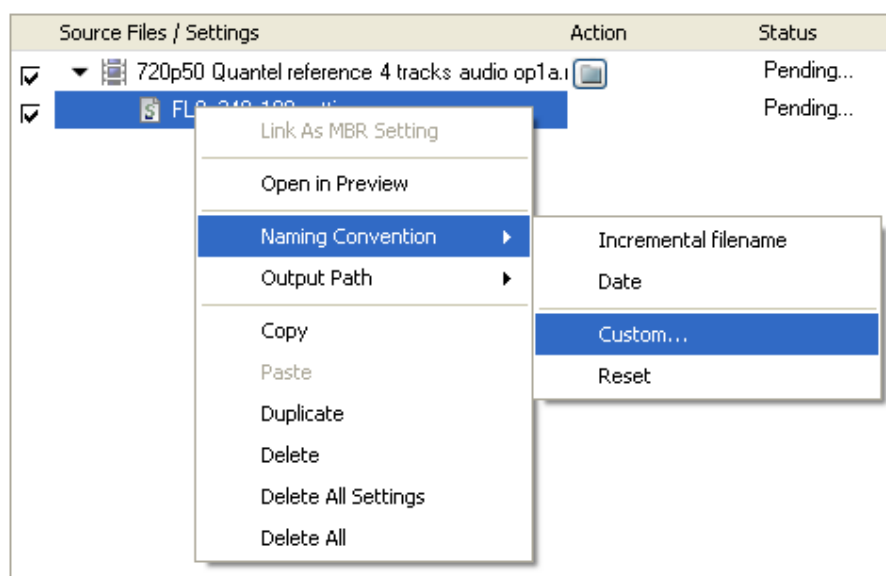 Source Files / Settings Action Status
720p50 Quantel reference 4 tracks audio op1a. Pending...
Pending...
Link As MBR Setting
Open in Preview
Naming Convention
Incremental filename
Output Path
Date
Custom...
Copy
Reset
Paste
Duplicate
Delete
Delete All Settings
Delete All